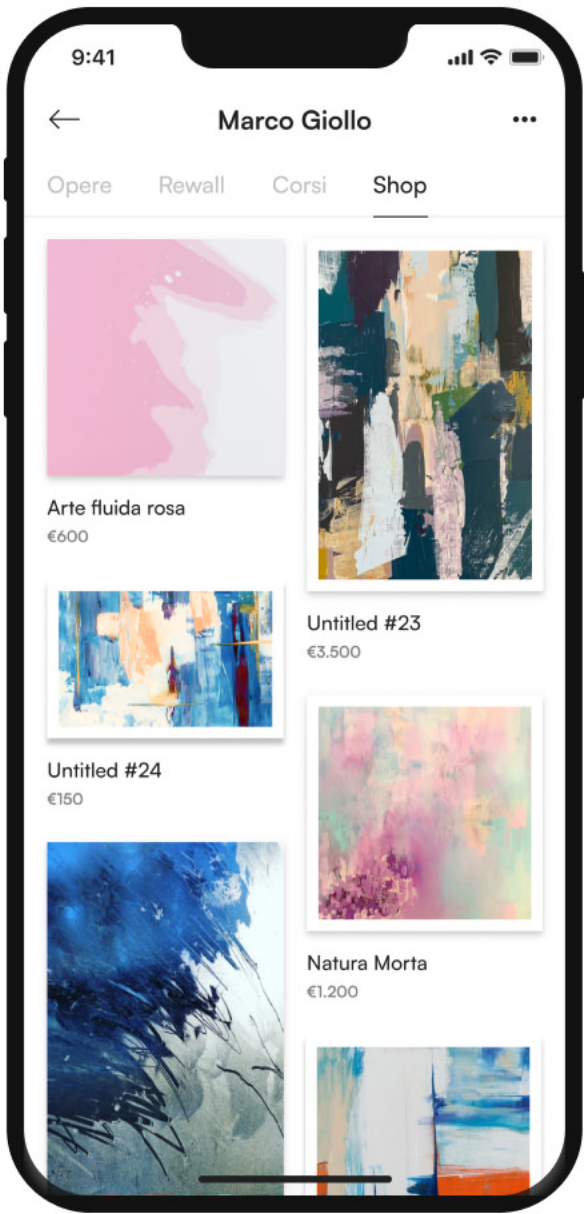 9:41
Marco Giollo
Opere Rewall Corsi Shop
Arte fluida rosa
€600
Untitled #23
€3.500
Untitled #24
€150
Natura Morta
€1.200